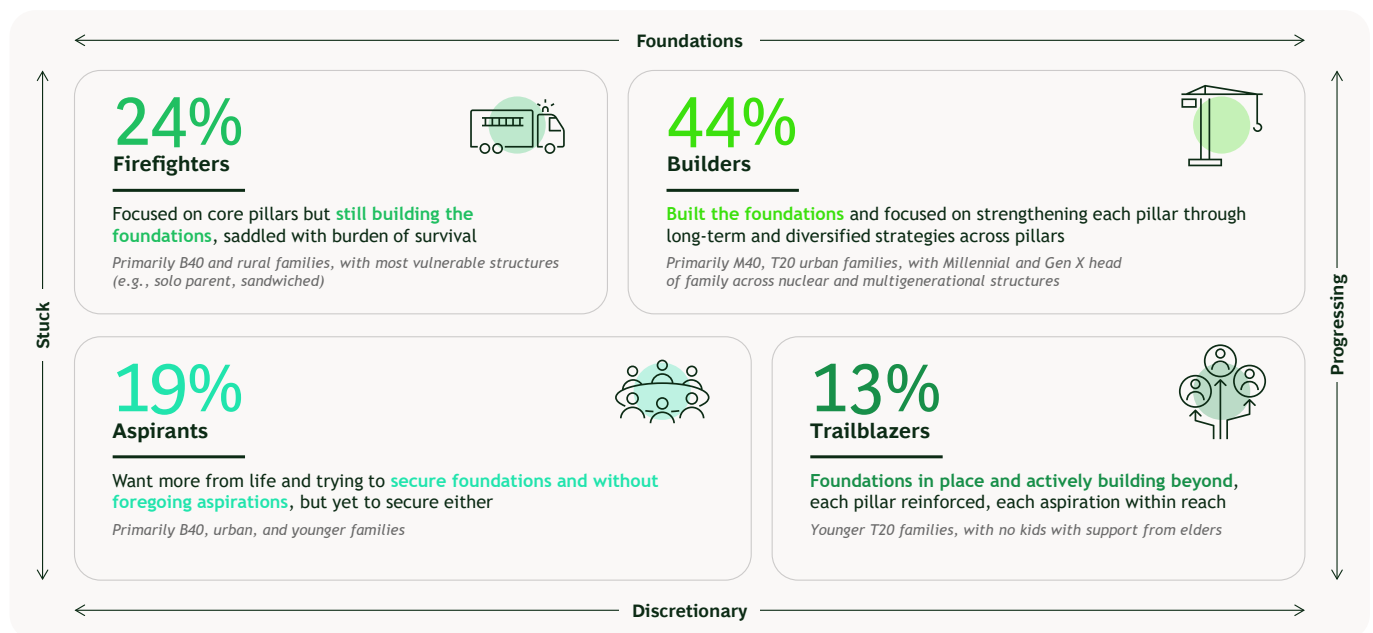 Foundations
Stuck
Progressing
24%
Firefighters
Focused on core pillars but still building the
foundations, saddled with burden of survival
Primarily B40 and rural families, with most vulnerable structures
(e.g., solo parent, sandwiched)
44%
Builders
Built the foundations and focused on strengthening each pillar through
long-term and diversified strategies across pillars
Primarily M40, T20 urban families, with Millennial and Gen X head
of family across nuclear and multigenerational structures
19%
Aspirants
Want more from life and trying to secure foundations and without
foregoing aspirations, but yet to secure either
Primarily B40, urban, and younger families
13%
Trailblazers
Foundations in place and actively building beyond,
each pillar reinforced, each aspiration within reach
Younger T20 families, with no kids with support from elders
Discretionary